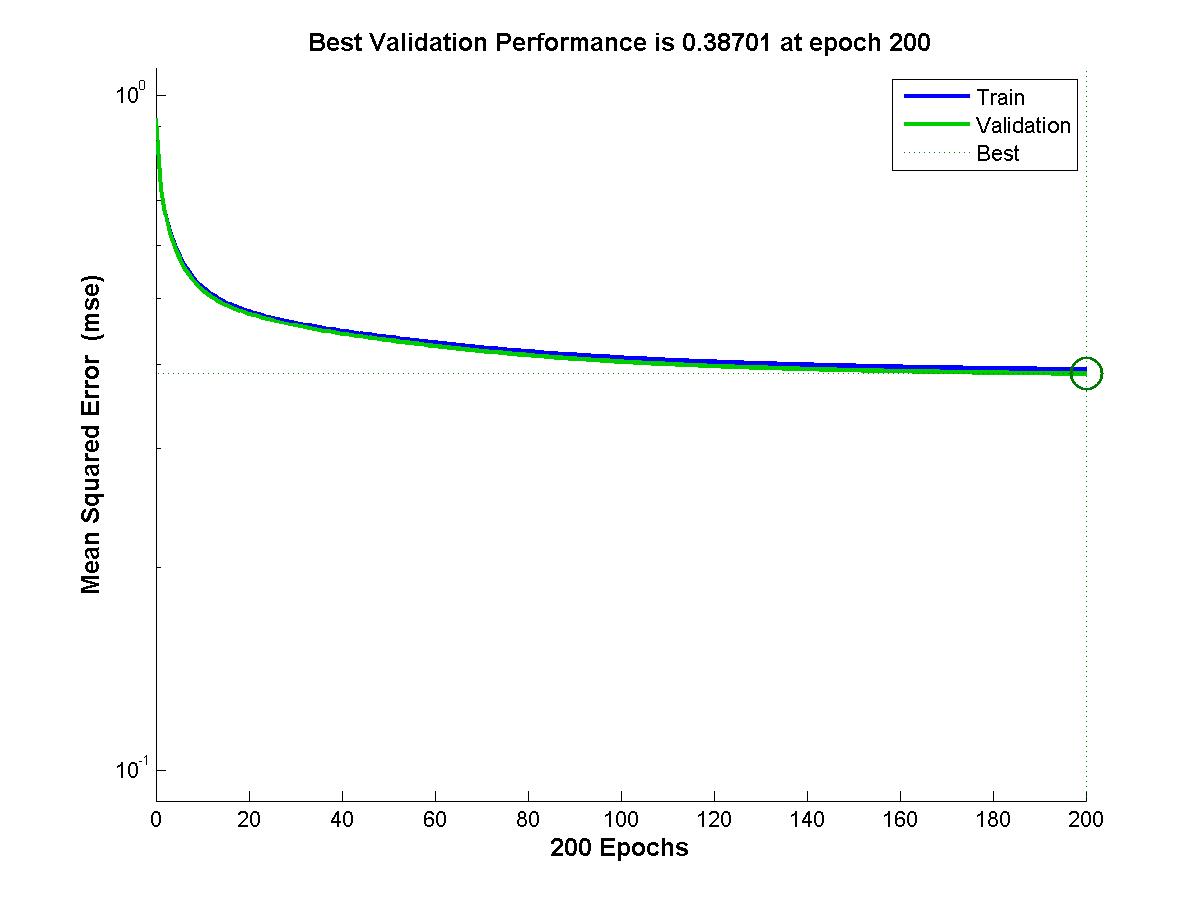 Best Validation Performance is 0.38701 at epoch 200
10^0
Train
Validation
Best
Mean Squared Error (mse)
10^-1
0 20 40 60 80 100 120 140 160 180 200
200 Epochs